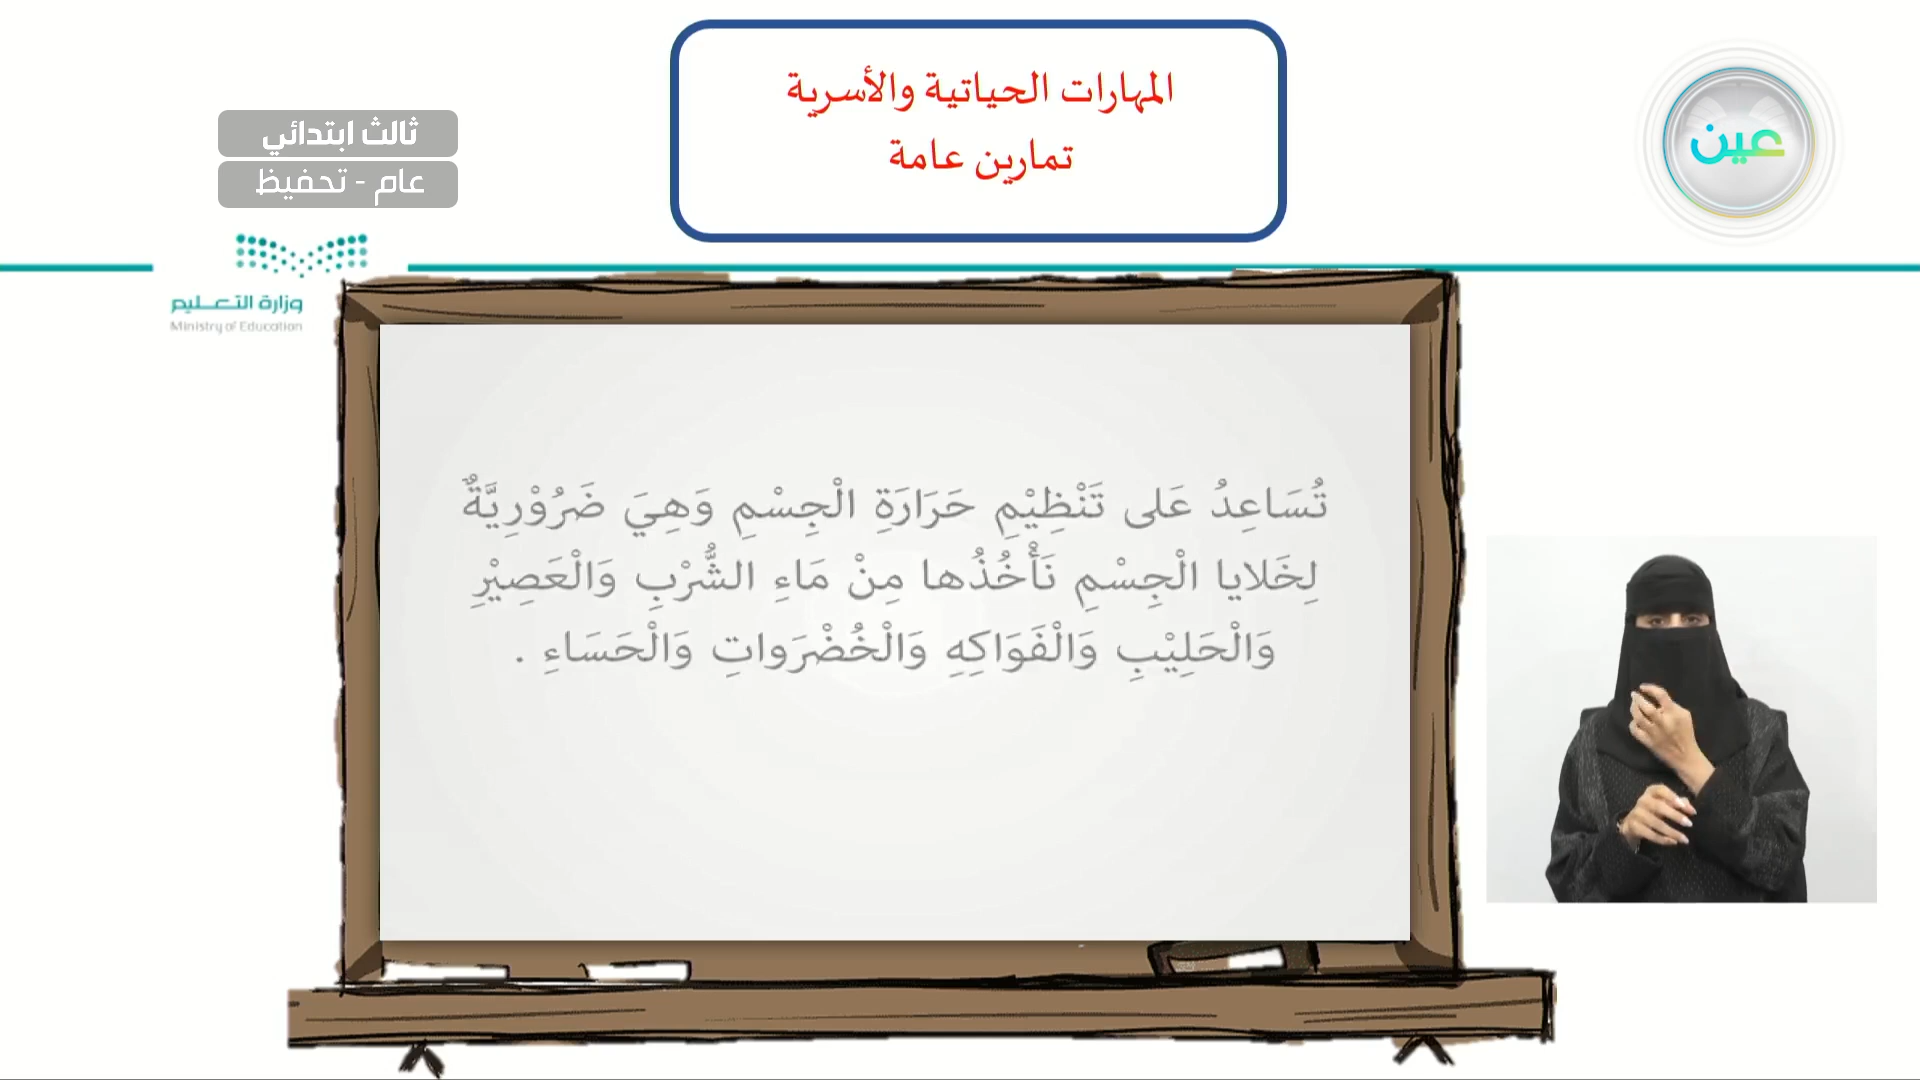 المهارات الحياتية والأسرية
تمارين عامة
عين
ثالث ابتدائي
عام - تحفيظ
وزارة التعليم
Ministry of Education
تُسَاعِدُ عَلى تَنْظِيْمِ حَرَارَةِ الْجِسْمِ وَهِيَ ضَرُوْرِيَّةٌ
لِخَلايا الْجِسْمِ نَأْخُذُها مِنْ مَاءِ الشُّرْبِ وَالْعَصِيْرِ
وَالْحَلِيْبِ وَالْفَوَاكِهِ وَالْخُضْرَواتِ وَالْحَسَاءِ .